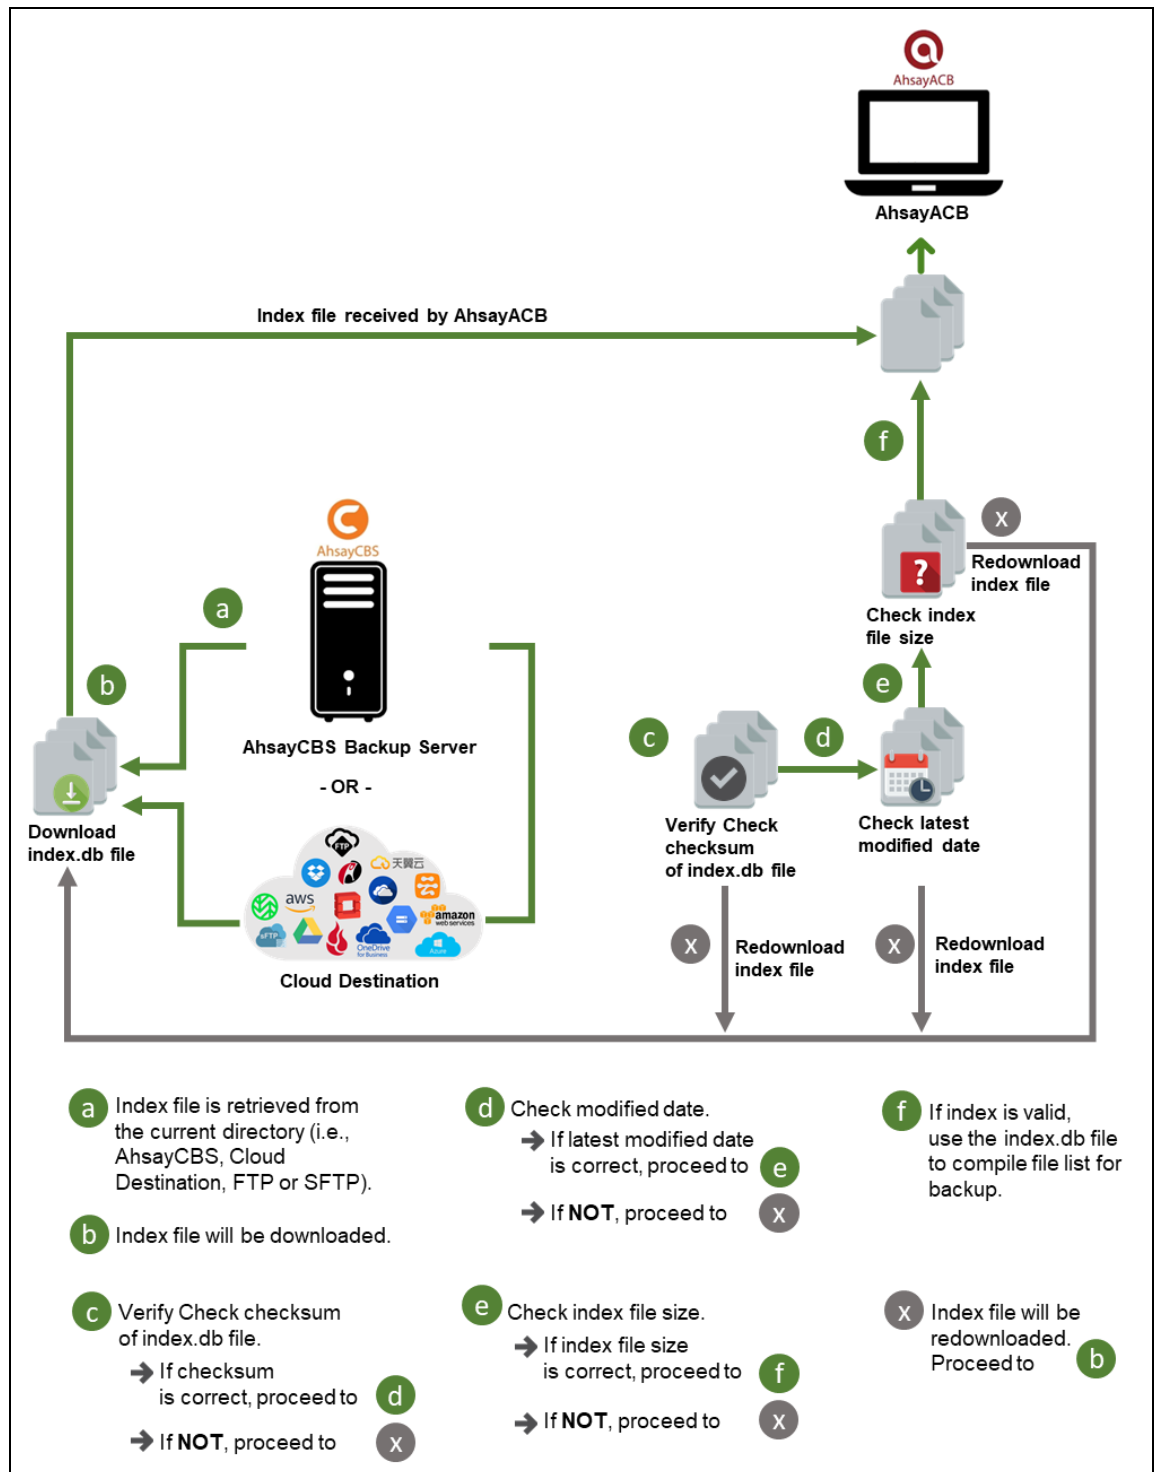 AhsayACB
AhsayACB
Index file received by AhsayACB
f
x
Redownload
index file
AhsayCBS
Check index
file size
a
b
e
c
d
AhsayCBS Backup Server
- OR -
Download
index.db file
Verify Check
checksum
of index.db file
Check latest
modified date
FTP
天翼云
aws
amazon
webservices
sFTP
OneDrive
for Business
Azure
Cloud Destination
x
Redownload
index file
x
Redownload
index file
a
Index file is retrieved from
the current directory (i.e.,
AhsayCBS, Cloud
Destination, FTP or SFTP).
b
Index file will be downloaded.
c
Verify Check checksum
of index.db file.
If checksum
is correct, proceed to d
If NOT, proceed to x
d
Check modified date.
If latest modified date
is correct, proceed to e
If NOT, proceed to x
e
Check index file size.
If index file size
is correct, proceed to f
If NOT, proceed to x
f
If index is valid,
use the index.db file
to compile file list for
backup.
x
Index file will be
redownloaded.
Proceed to b